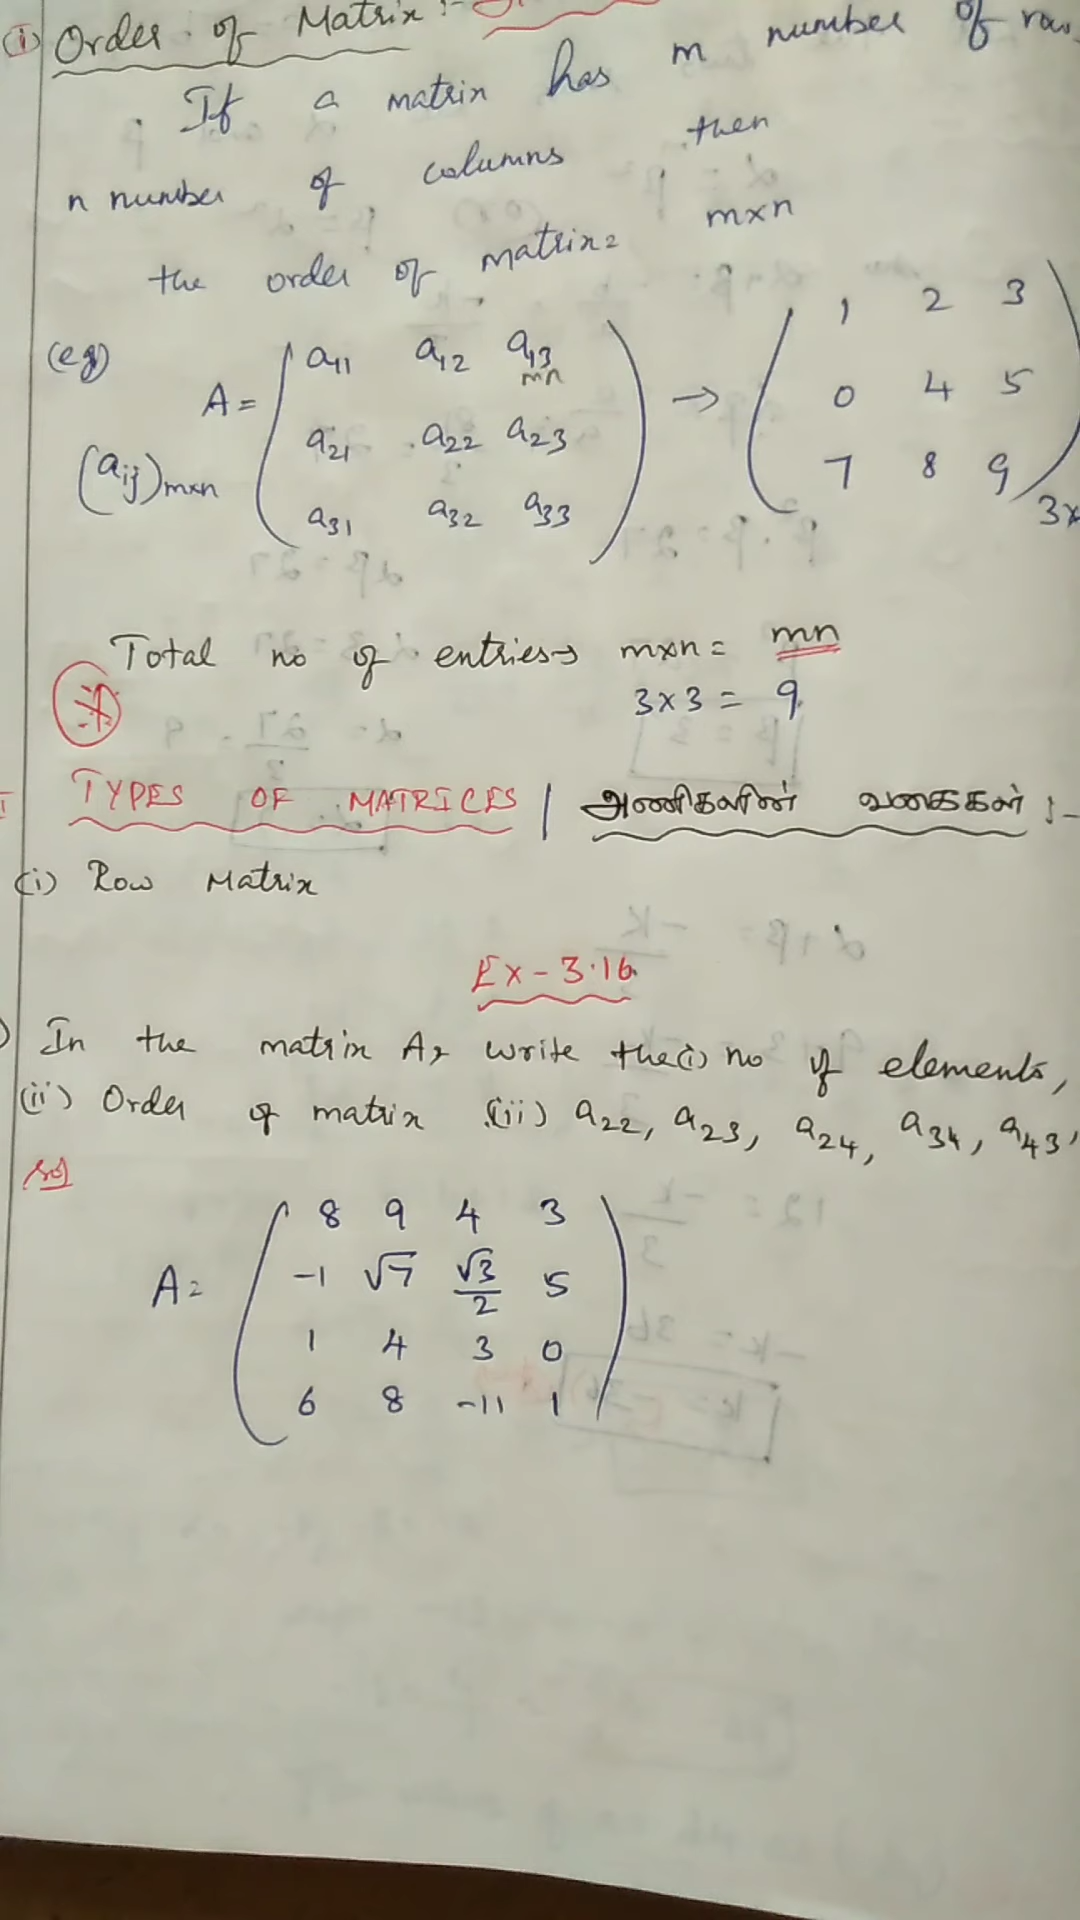 (i) Order of Matrix :-
If a matrix has m number of row
n number of columns then
the order of matrix = m×n
(eg)
A = (a11 a12 a13 → (1 2 3
mn
a21 a22 a23 0 4 5
(aij)m×n
a31 a32 a33) 7 8 9) 3×
Total no of entries → m×n = mn
3×3 = 9
TYPES OF MATRICES | அணிகளின் வகைகள் :-
(i) Row Matrix
Ex - 3.16
In the matrix A, write the (i) no of elements,
(ii) Order of matrix (iii) a22, a23, a24, a34, a43,
sol
A = (8 9 4 3
-1 √7 √3/2 5
1 4 3 0
6 8 -11 1)